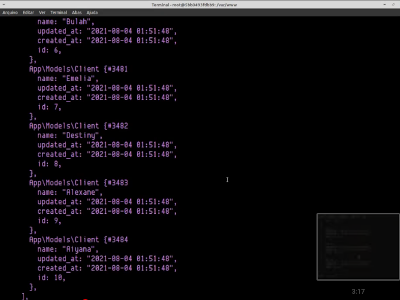 Terminal - root@59b8493ffb69: /var/www
Arquivo Editar Ver Terminal Abas Ajuda
name: "Bulah",
updated_at: "2021-08-04 01:51:48",
created_at: "2021-08-04 01:51:48",
id: 6,
},
App\Models\Client {#3481
name: "Emelia",
updated_at: "2021-08-04 01:51:48",
created_at: "2021-08-04 01:51:48",
id: 7,
},
App\Models\Client {#3482
name: "Destiny",
updated_at: "2021-08-04 01:51:48",
created_at: "2021-08-04 01:51:48",
id: 8,
},
App\Models\Client {#3483
name: "Alexane",
updated_at: "2021-08-04 01:51:48",
created_at: "2021-08-04 01:51:48",
id: 9,
},
App\Models\Client {#3484
name: "Aiyana",
updated_at: "2021-08-04 01:51:48",
created_at: "2021-08-04 01:51:48",
id: 10,
},
],
3:17